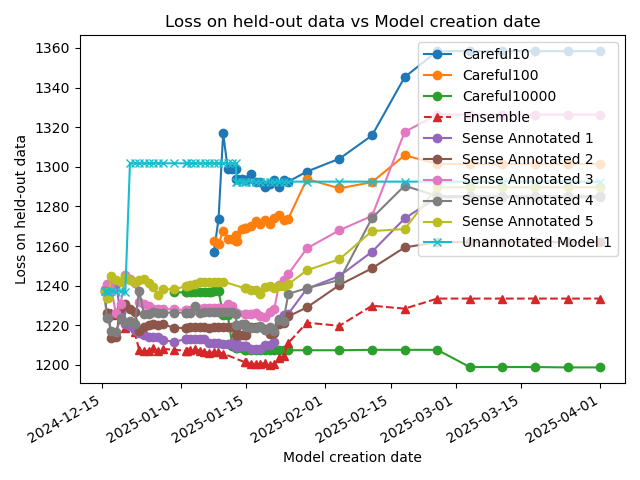 Loss on held-out data vs Model creation date
Loss on held-out data
1360
1340
1320
1300
1280
1260
1240
1220
1200
Careful10
Careful100
Careful10000
Ensemble
Sense Annotated 1
Sense Annotated 2
Sense Annotated 3
Sense Annotated 4
Sense Annotated 5
Unannotated Model 1
2024-12-15
2025-01-01
2025-01-15
2025-02-01
2025-02-15
2025-03-01
2025-03-15
2025-04-01
Model creation date